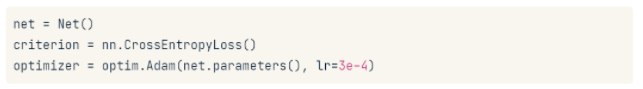 net = Net()
criterion = nn.CrossEntropyLoss()
optimizer = optim.Adam(net.parameters(), lr=3e-4)